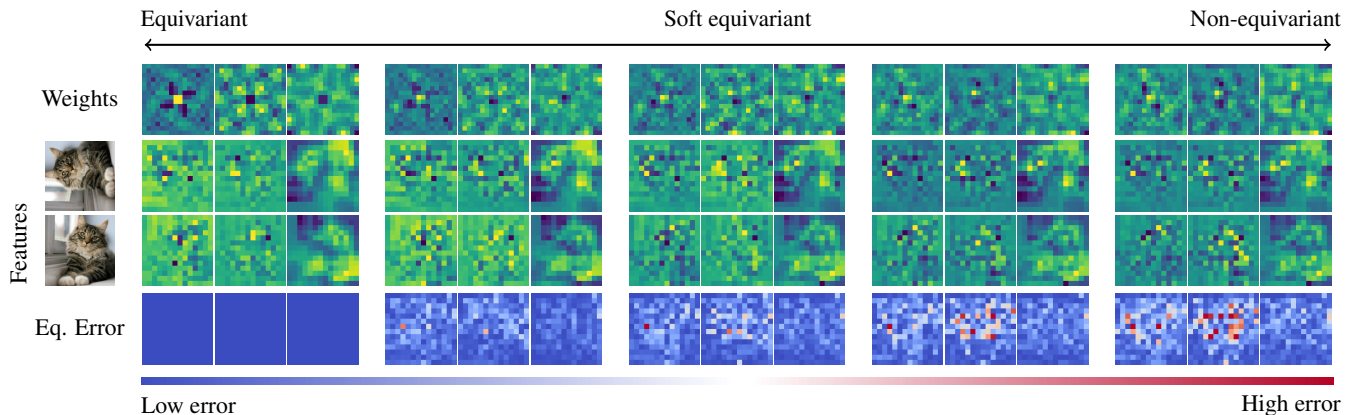 Equivariant Soft equivariant Non-equivariant
Weights
Features
Eq. Error
Low error High error